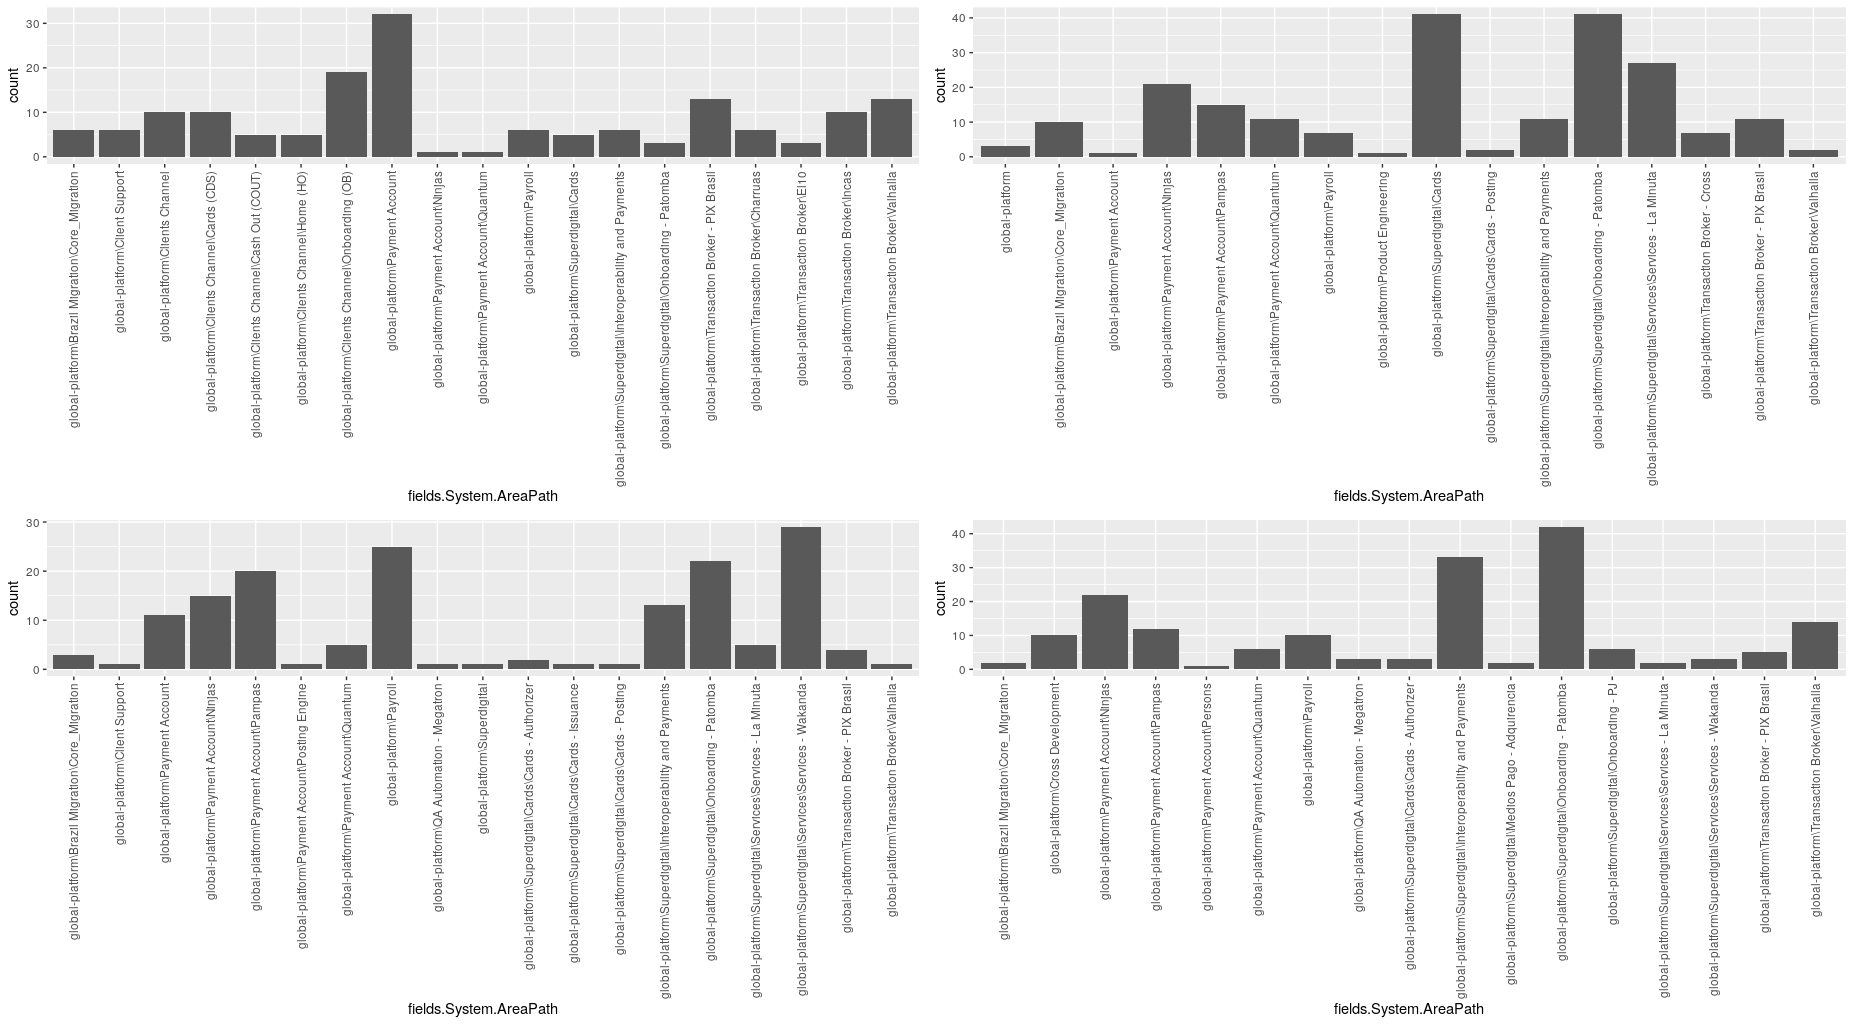 30
20
10
0
count
global-platform\Brazil Migration\Core_Migration
global-platform\Client Support
global-platform\Clients Channel
global-platform\Clients Channel\Cards (CDS)
global-platform\Clients Channel\Cash Out (COUT)
global-platform\Clients Channel\Home (HO)
global-platform\Clients Channel\Onboarding (OB)
global-platform\Payment Account
global-platform\Payment Account\Ninjas
global-platform\Payment Account\Quantum
global-platform\Payroll
global-platform\Superdigital\Cards
global-platform\Superdigital\Interoperability and Payments
global-platform\Superdigital\Onboarding - Patomba
global-platform\Transaction Broker - PIX Brasil
global-platform\Transaction Broker\Charruas
global-platform\Transaction Broker\El10
global-platform\Transaction Broker\Incas
global-platform\Transaction Broker\Valhalla
fields.System.AreaPath
40
30
20
10
0
count
global-platform
global-platform\Brazil Migration\Core_Migration
global-platform\Payment Account
global-platform\Payment Account\Ninjas
global-platform\Payment Account\Pampas
global-platform\Payment Account\Quantum
global-platform\Payroll
global-platform\Product Engineering
global-platform\Superdigital\Cards
global-platform\Superdigital\Cards\Cards - Posting
global-platform\Superdigital\Interoperability and Payments
global-platform\Superdigital\Onboarding - Patomba
global-platform\Superdigital\Services\Services - La Minuta
global-platform\Transaction Broker - Cross
global-platform\Transaction Broker - PIX Brasil
global-platform\Transaction Broker\Valhalla
fields.System.AreaPath
30
20
10
0
count
global-platform\Brazil Migration\Core_Migration
global-platform\Client Support
global-platform\Payment Account
global-platform\Payment Account\Ninjas
global-platform\Payment Account\Pampas
global-platform\Payment Account\Posting Engine
global-platform\Payment Account\Quantum
global-platform\Payroll
global-platform\QA Automation - Megatron
global-platform\Superdigital
global-platform\Superdigital\Cards\Cards - Authorizer
global-platform\Superdigital\Cards\Cards - Issuance
global-platform\Superdigital\Cards\Cards - Posting
global-platform\Superdigital\Interoperability and Payments
global-platform\Superdigital\Onboarding - Patomba
global-platform\Superdigital\Services\Services - La Minuta
global-platform\Superdigital\Services\Services - Wakanda
global-platform\Transaction Broker - PIX Brasil
global-platform\Transaction Broker\Valhalla
fields.System.AreaPath
40
30
20
10
0
count
global-platform\Brazil Migration\Core_Migration
global-platform\Cross Development
global-platform\Payment Account\Ninjas
global-platform\Payment Account\Pampas
global-platform\Payment Account\Persons
global-platform\Payment Account\Quantum
global-platform\Payroll
global-platform\QA Automation - Megatron
global-platform\Superdigital\Cards\Cards - Authorizer
global-platform\Superdigital\Interoperability and Payments
global-platform\Superdigital\Medios Pago - Adquirencia
global-platform\Superdigital\Onboarding - Patomba
global-platform\Superdigital\Onboarding - PJ
global-platform\Superdigital\Services\Services - La Minuta
global-platform\Superdigital\Services\Services - Wakanda
global-platform\Transaction Broker - PIX Brasil
global-platform\Transaction Broker\Valhalla
fields.System.AreaPath